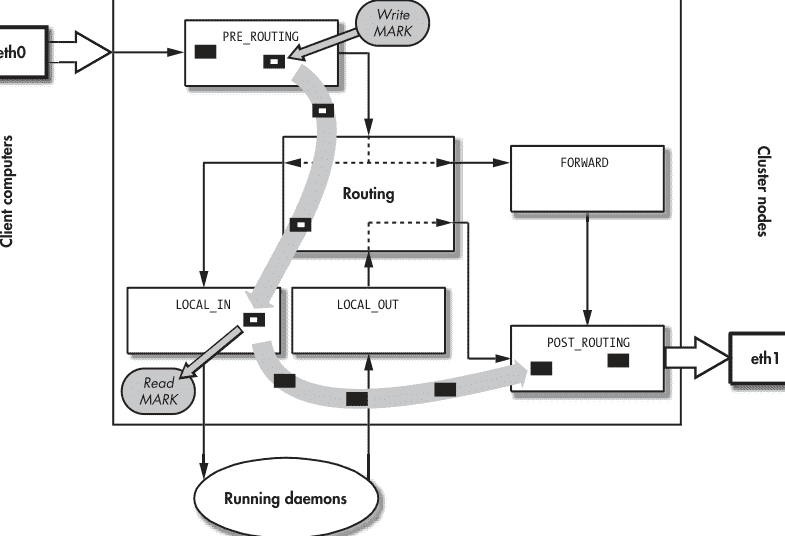 Write
MARK
PRE_ROUTING
eth0
Client computers
Routing
FORWARD
Cluster nodes
LOCAL_IN
LOCAL_OUT
POST_ROUTING
eth1
Read
MARK
Running daemons